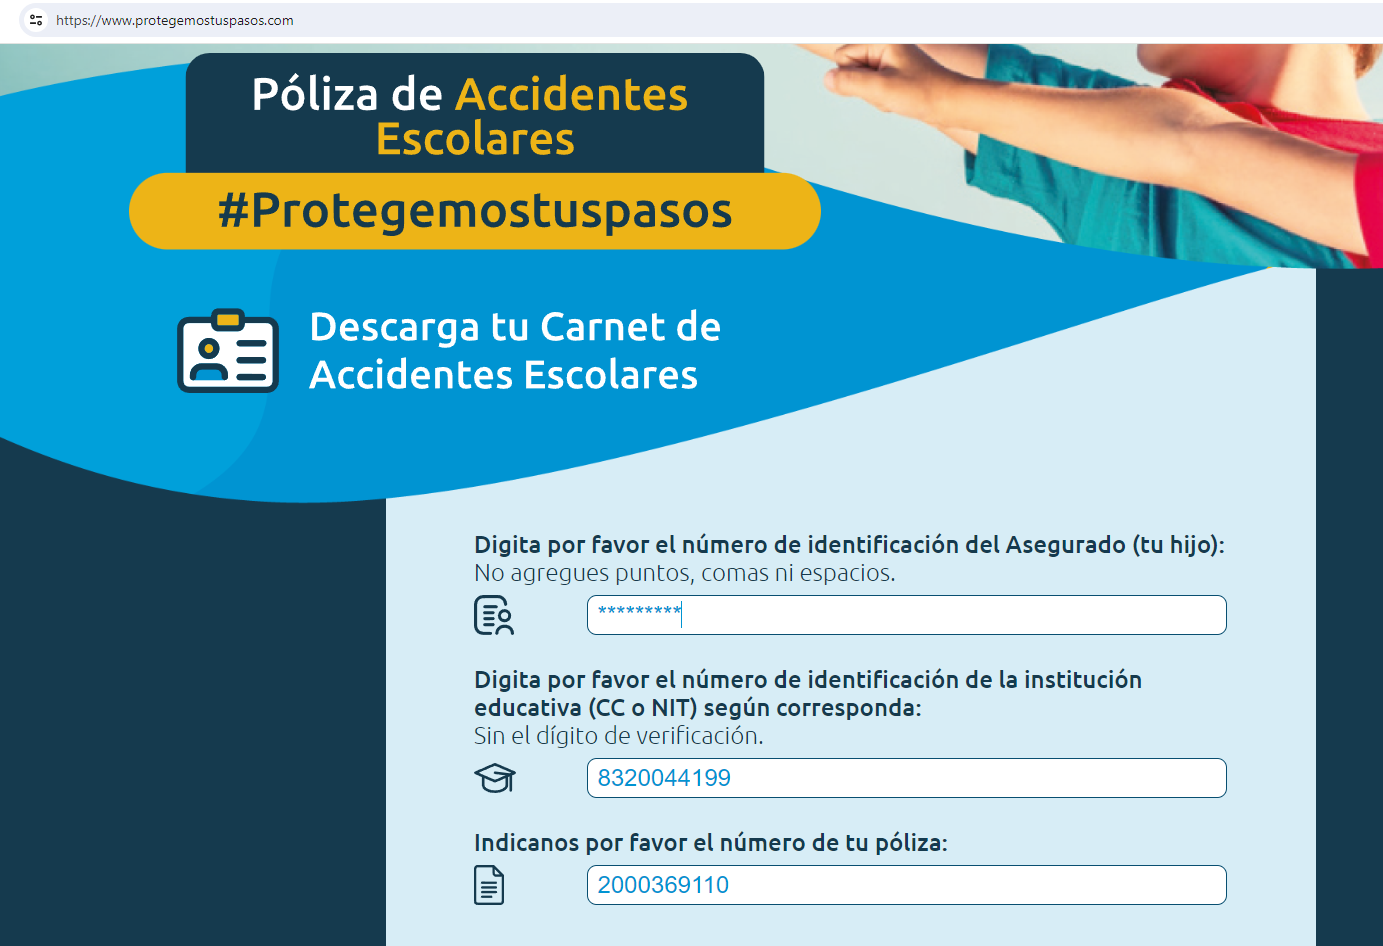 https://www.protegemostuspasos.com
Póliza de Accidentes
Escolares
#Protegemostuspasos
Descarga tu Carnet de
Accidentes Escolares
Digita por favor el número de identificación del Asegurado (tu hijo):
No agregues puntos, comas ni espacios.
*********
Digita por favor el número de identificación de la institución
educativa (CC o NIT) según corresponda:
Sin el dígito de verificación.
8320044199
Indicanos por favor el número de tu póliza:
2000369110